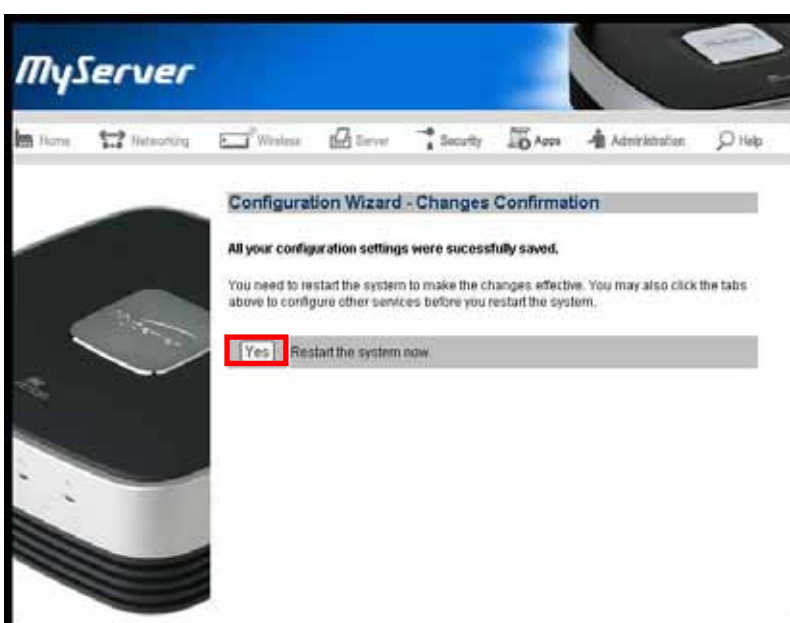 MyServer
Home Networking Wireless Server Security Apps Administration Help
Configuration Wizard - Changes Confirmation
All your configuration settings were sucessfully saved.
You need to restart the system to make the changes effective. You may also click the tabs
above to configure other services before you restart the system.
Yes Restart the system now.